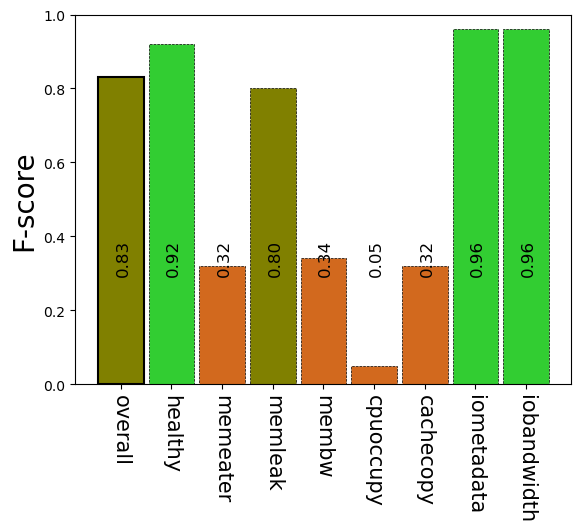 F-score
1.0
0.8
0.6
0.4
0.2
0.0
0.83
0.92
0.32
0.80
0.34
0.05
0.32
0.96
0.96
overall
healthy
memeater
memleak
membw
cpuoccupy
cachecopy
iometadata
iobandwidth